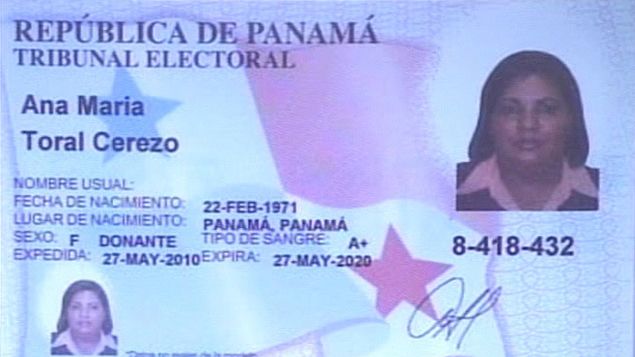 REPÚBLICA DE PANAMÁ
TRIBUNAL ELECTORAL
Ana Maria
Toral Cerezo
NOMBRE USUAL:
FECHA DE NACIMIENTO: 22-FEB-1971
LUGAR DE NACIMIENTO: PANAMÁ, PANAMÁ
SEXO: F DONANTE TIPO DE SANGRE: A+
EXPEDIDA: 27-MAY-2010 EXPIRA: 27-MAY-2020
8-418-432